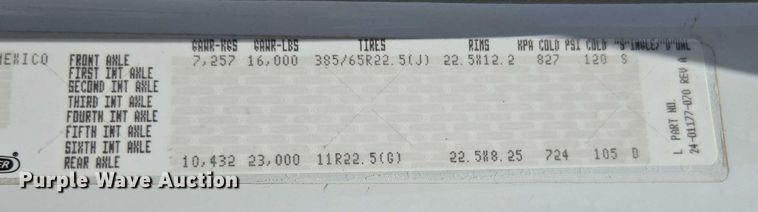 GAWR-KGS GAWR-LBS TIRES RIMS KPA COLD PSI COLD "S"INGLE/"D"UAL
MEXICO FRONT AXLE 7,257 16,000 385/65R22.5(J) 22.5X12.2 827 120 S
FIRST INT AXLE
SECOND INT AXLE
THIRD INT AXLE
FOURTH INT AXLE
FIFTH INT AXLE
SIXTH INT AXLE
REAR AXLE 10,432 23,000 11R22.5(G) 22.5X8.25 724 105 D
L PART NO.
24-01177-070 REV A
Purple Wave Auction